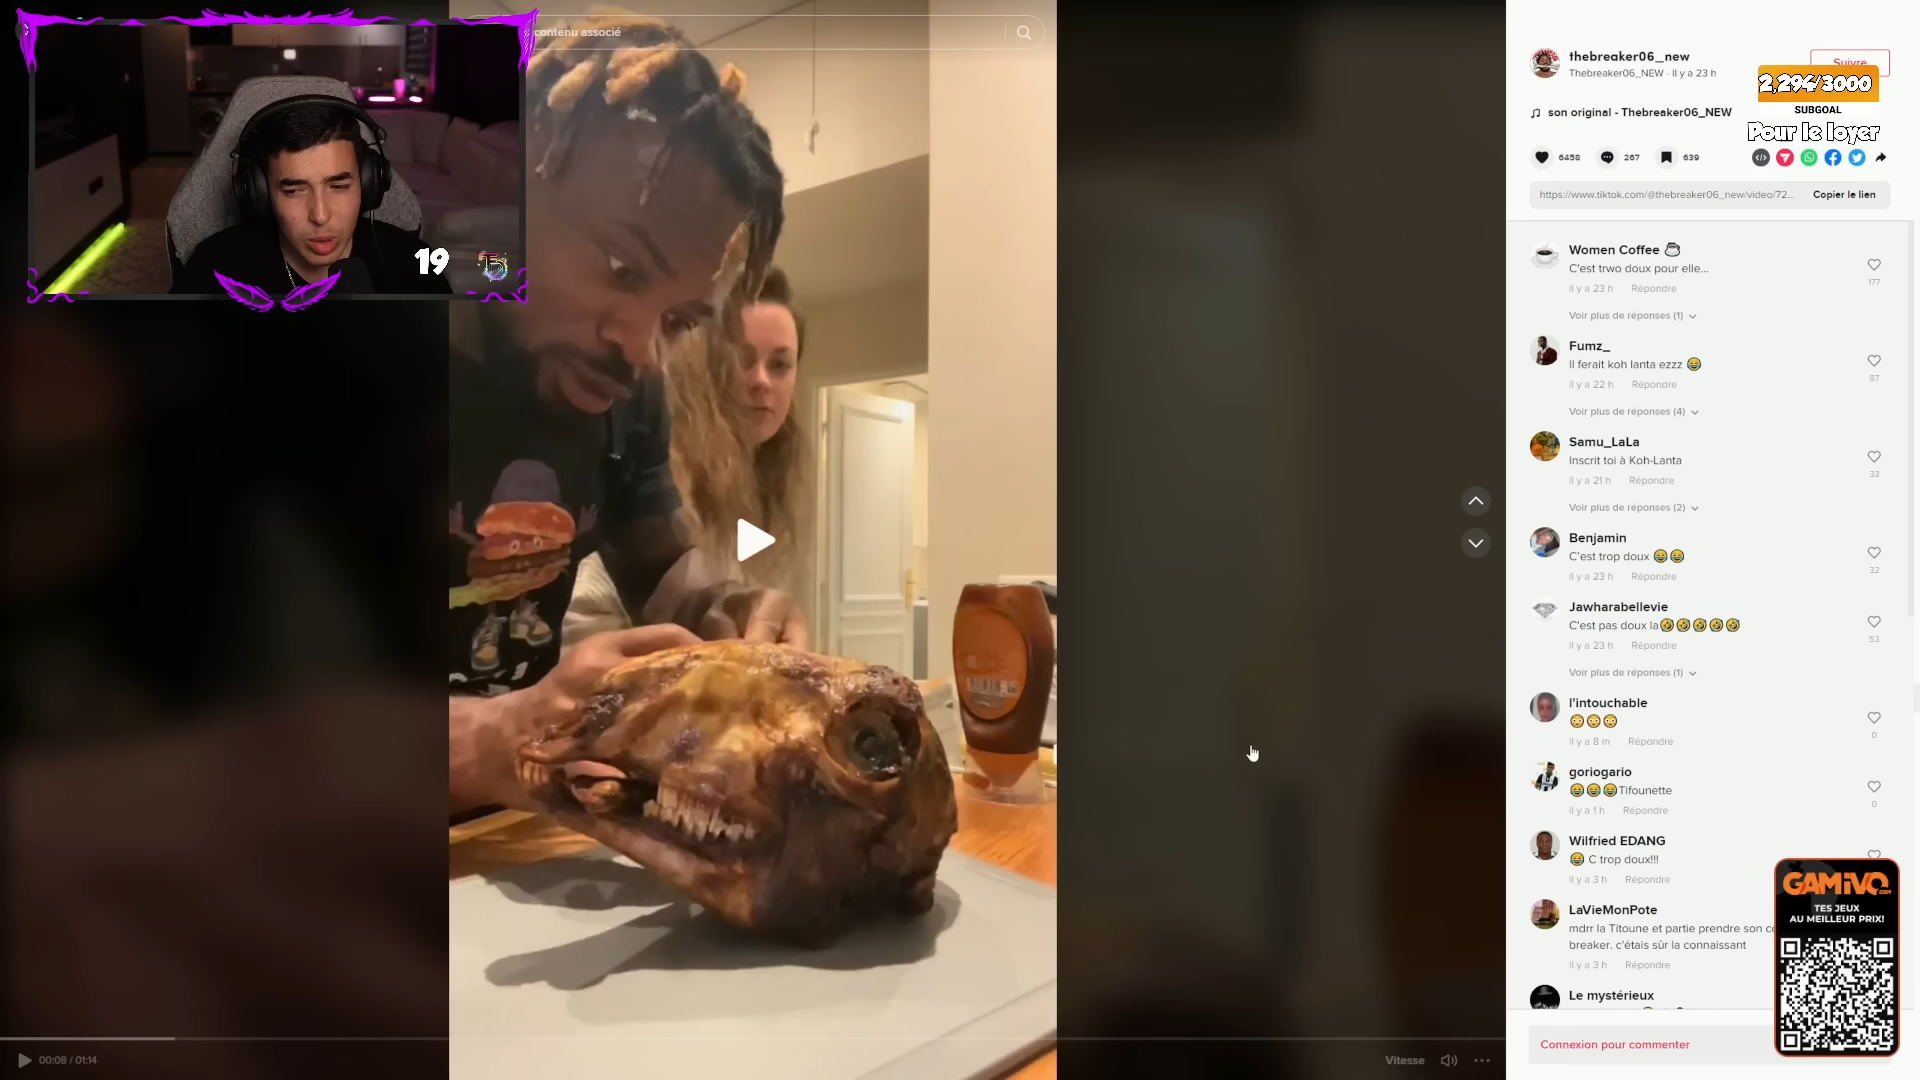 contenu associé
19
thebreaker06_new
Thebreaker06_NEW · Il y a 23 h
Suivre
2,294/3000
SUBGOAL
Pour le loyer
son original - Thebreaker06_NEW
6458
267
639
https://www.tiktok.com/@thebreaker06_new/video/72...
Copier le lien
Women Coffee
C'est trwo doux pour elle...
177
Il y a 23 h Répondre
Voir plus de réponses (1)
Fumz_
Il ferait koh lanta ezzz 😂
87
Il y a 22 h Répondre
Voir plus de réponses (4)
Samu_LaLa
Inscrit toi à Koh-Lanta
33
Il y a 21 h Répondre
Voir plus de réponses (2)
Benjamin
C'est trop doux 😂😂
32
Il y a 23 h Répondre
Jawharabellevie
C'est pas doux la🤣🤣🤣🤣🤣
53
Il y a 23 h Répondre
Voir plus de réponses (1)
l'intouchable
😳😳😳
0
Il y a 8 m Répondre
goriogario
😂😂😂Tifounette
0
Il y a 1 h Répondre
Wilfried EDANG
😂 C trop doux!!!
Il y a 3 h Répondre
LaVieMonPote
mdrr la Titoune et partie prendre son
breaker. c'étais sûr la connaissant
Il y a 3 h Répondre
Le mystérieux
GAMIVO.com
TES JEUX
AU MEILLEUR PRIX!
Connexion pour commenter
00:08 / 01:14
Vitesse